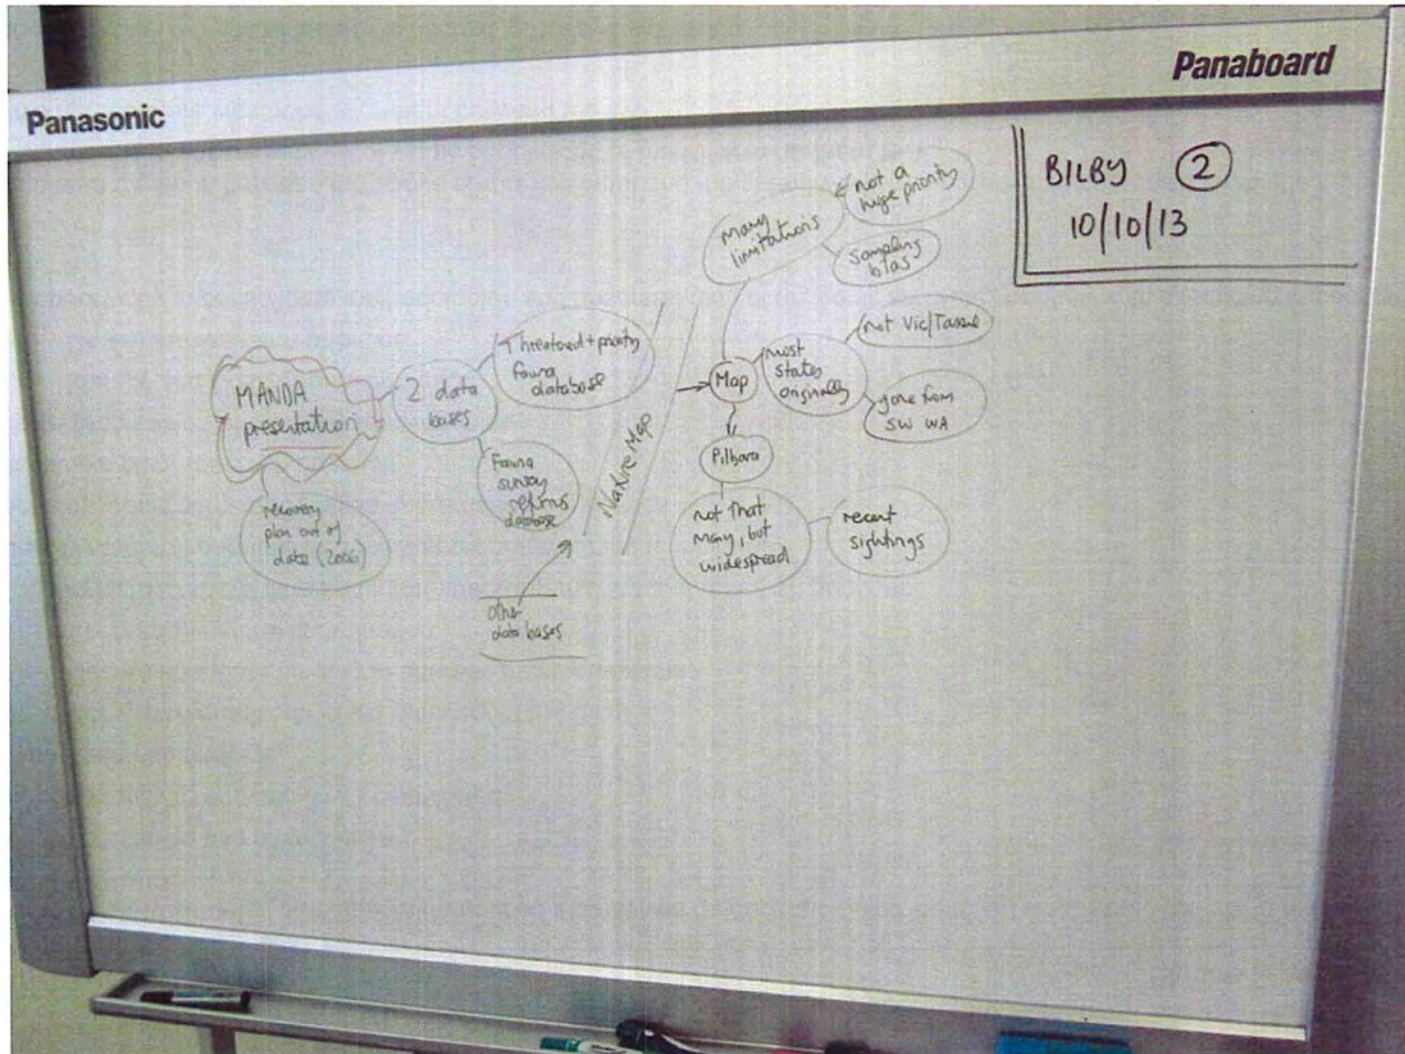 Panasonic
Panaboard
BILBY 2
10/10/13
MANDA
presentation
recovery
plan out of
date (2006)
2 data
bases
Threatened + priority
fauna
database
Fauna
survey
returns
database
other
data bases
Nature Map
Map
many
limitations
not a
huge priority
sampling
bias
most
states
originally
not Vic/
gone from
SW WA
Pilbara
not that
many, but
widespread
recent
sightings